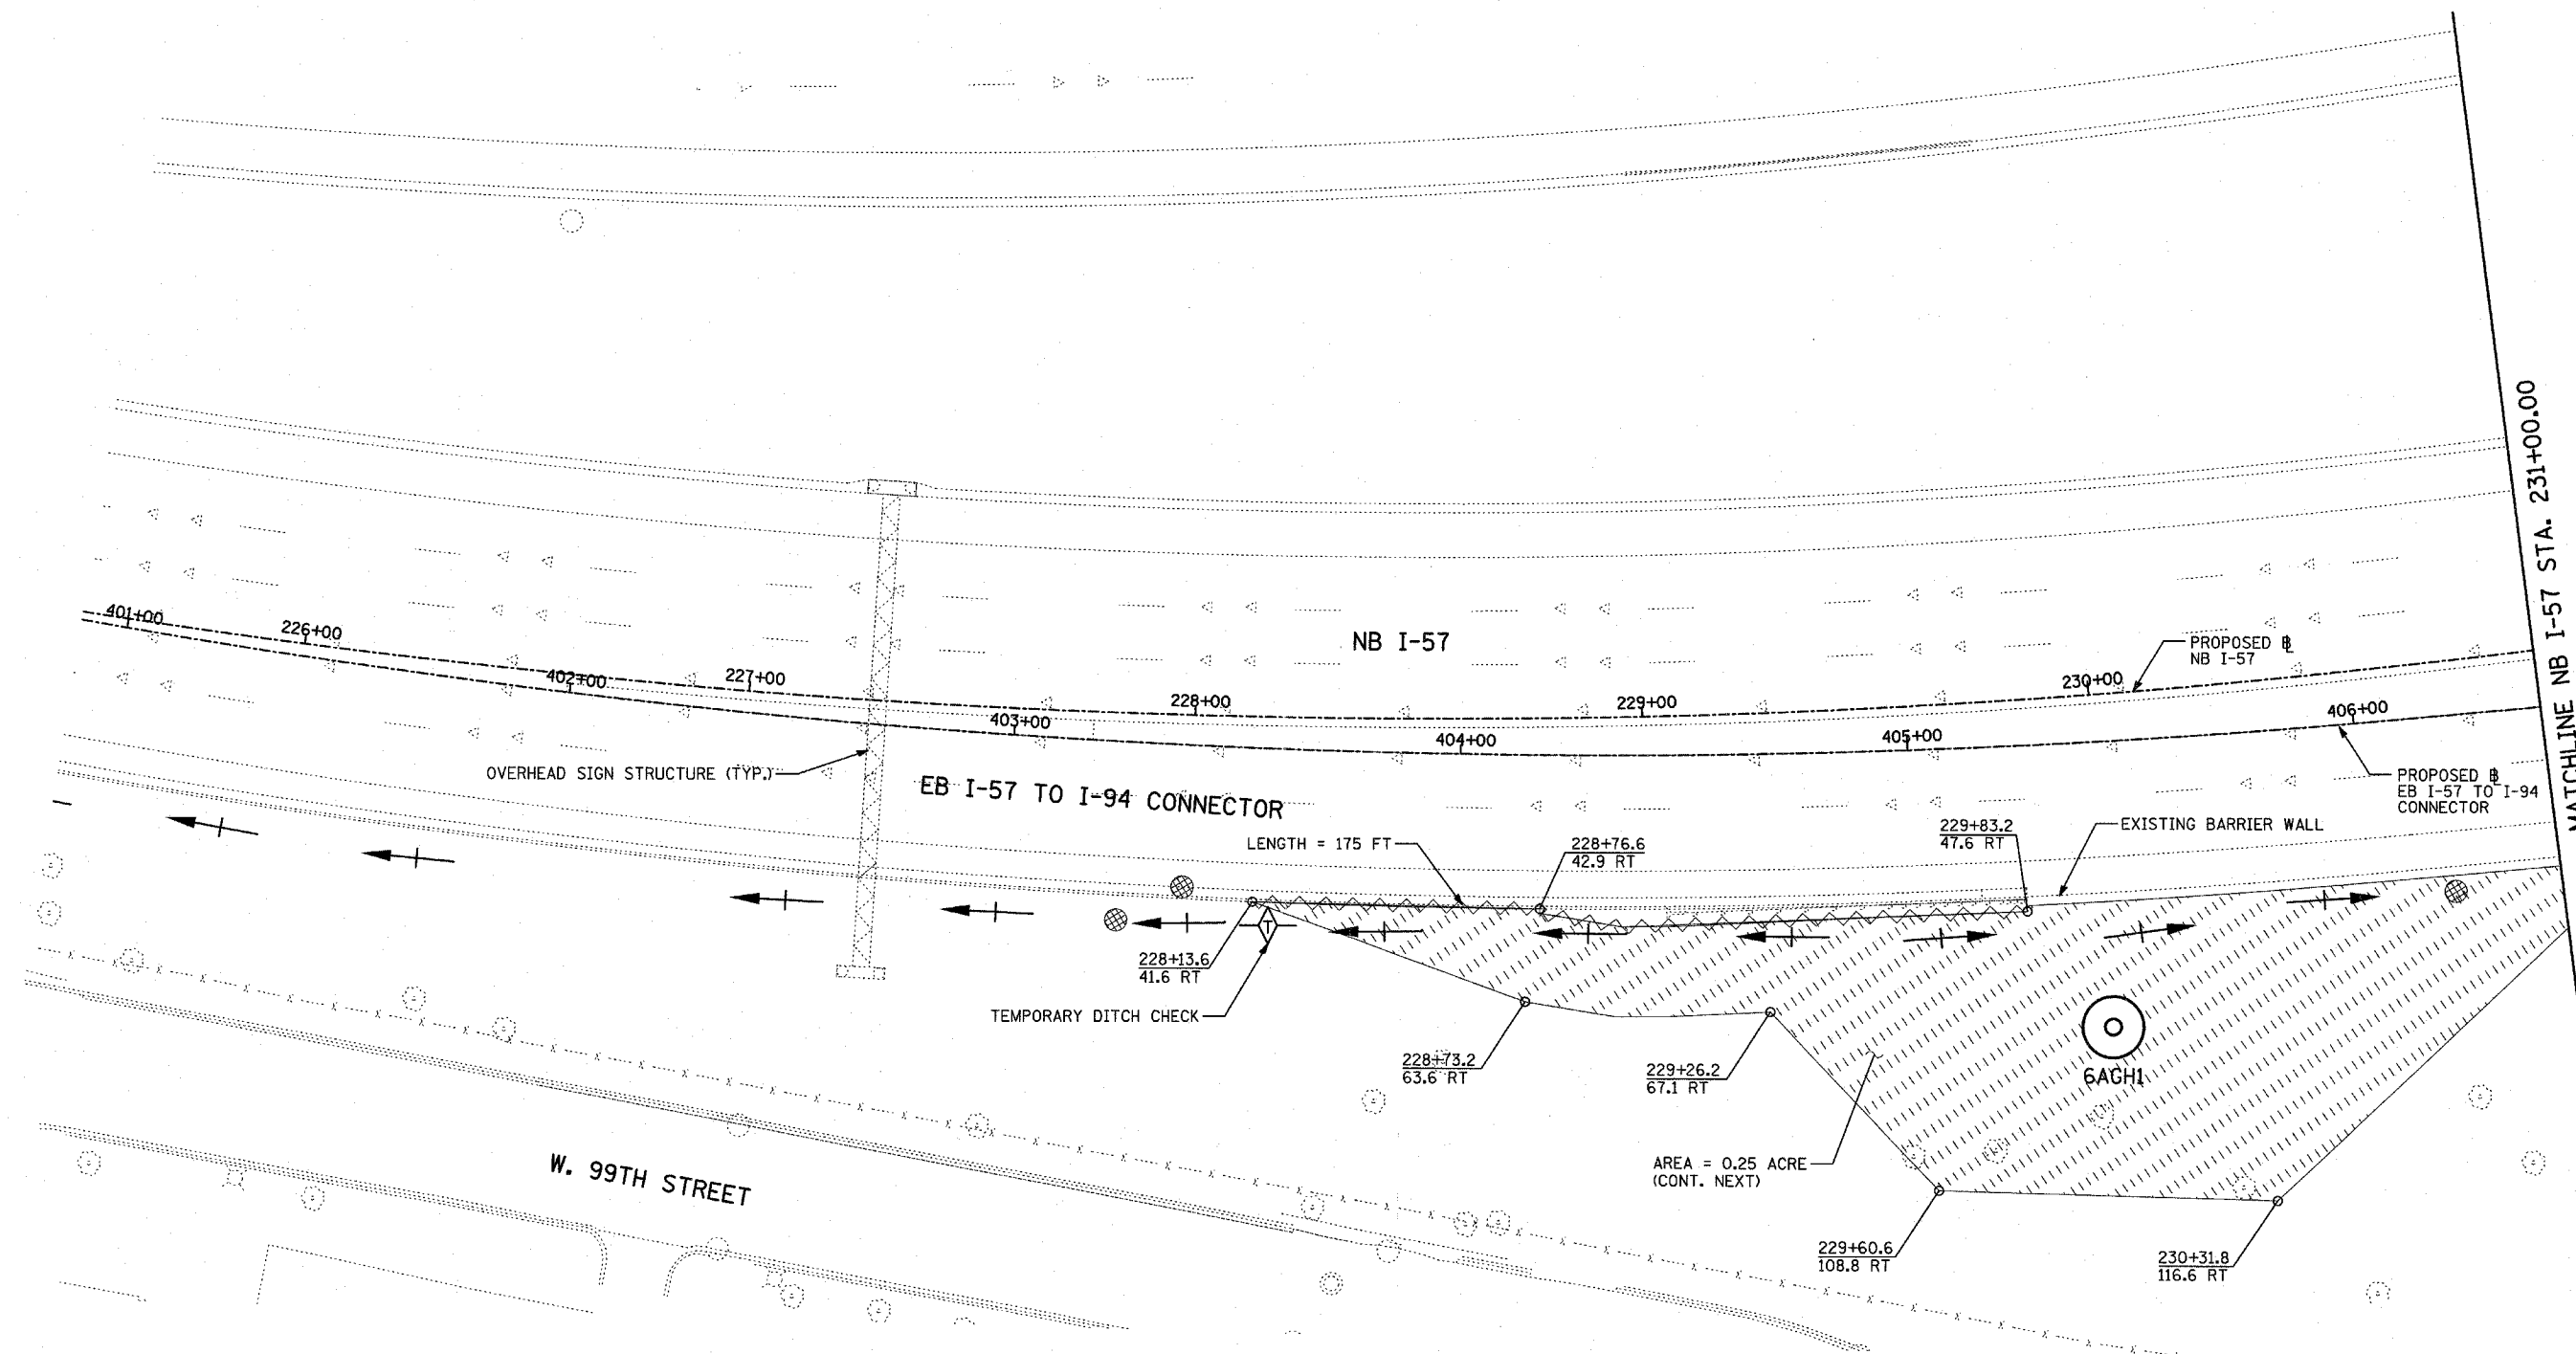 MATCHLINE NB I-57 STA. 231+00.00
401+00
226+00
402+00
227+00
403+00
228+00
404+00
229+00
405+00
230+00
406+00
NB I-57
PROPOSED BL
NB I-57
OVERHEAD SIGN STRUCTURE (TYP.)
EB I-57 TO I-94 CONNECTOR
PROPOSED BL
EB I-57 TO I-94
CONNECTOR
LENGTH = 175 FT
228+76.6
42.9 RT
229+83.2
47.6 RT
EXISTING BARRIER WALL
228+13.6
41.6 RT
T
TEMPORARY DITCH CHECK
228+73.2
63.6 RT
229+26.2
67.1 RT
6AGH1
AREA = 0.25 ACRE
(CONT. NEXT)
W. 99TH STREET
229+60.6
108.8 RT
230+31.8
116.6 RT